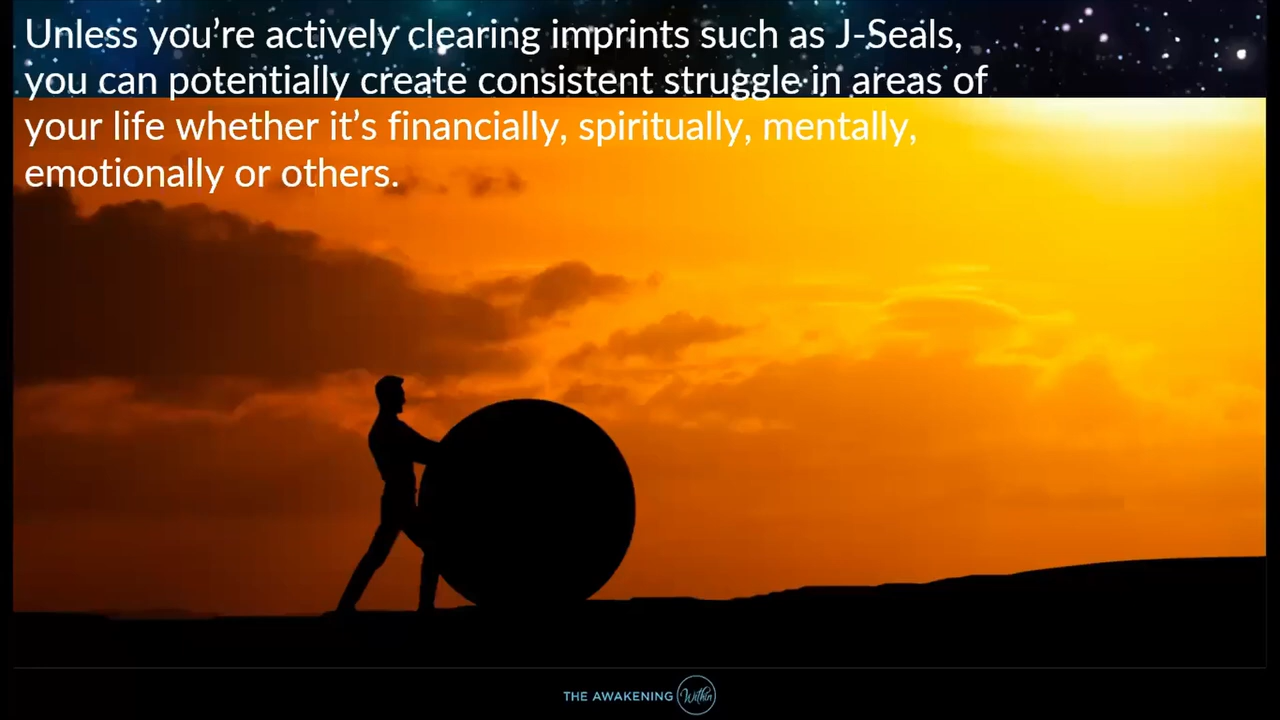 Unless you’re actively clearing imprints such as J-Seals,
you can potentially create consistent struggle in areas of
your life whether it’s financially, spiritually, mentally,
emotionally or others.
THE AWAKENING Within